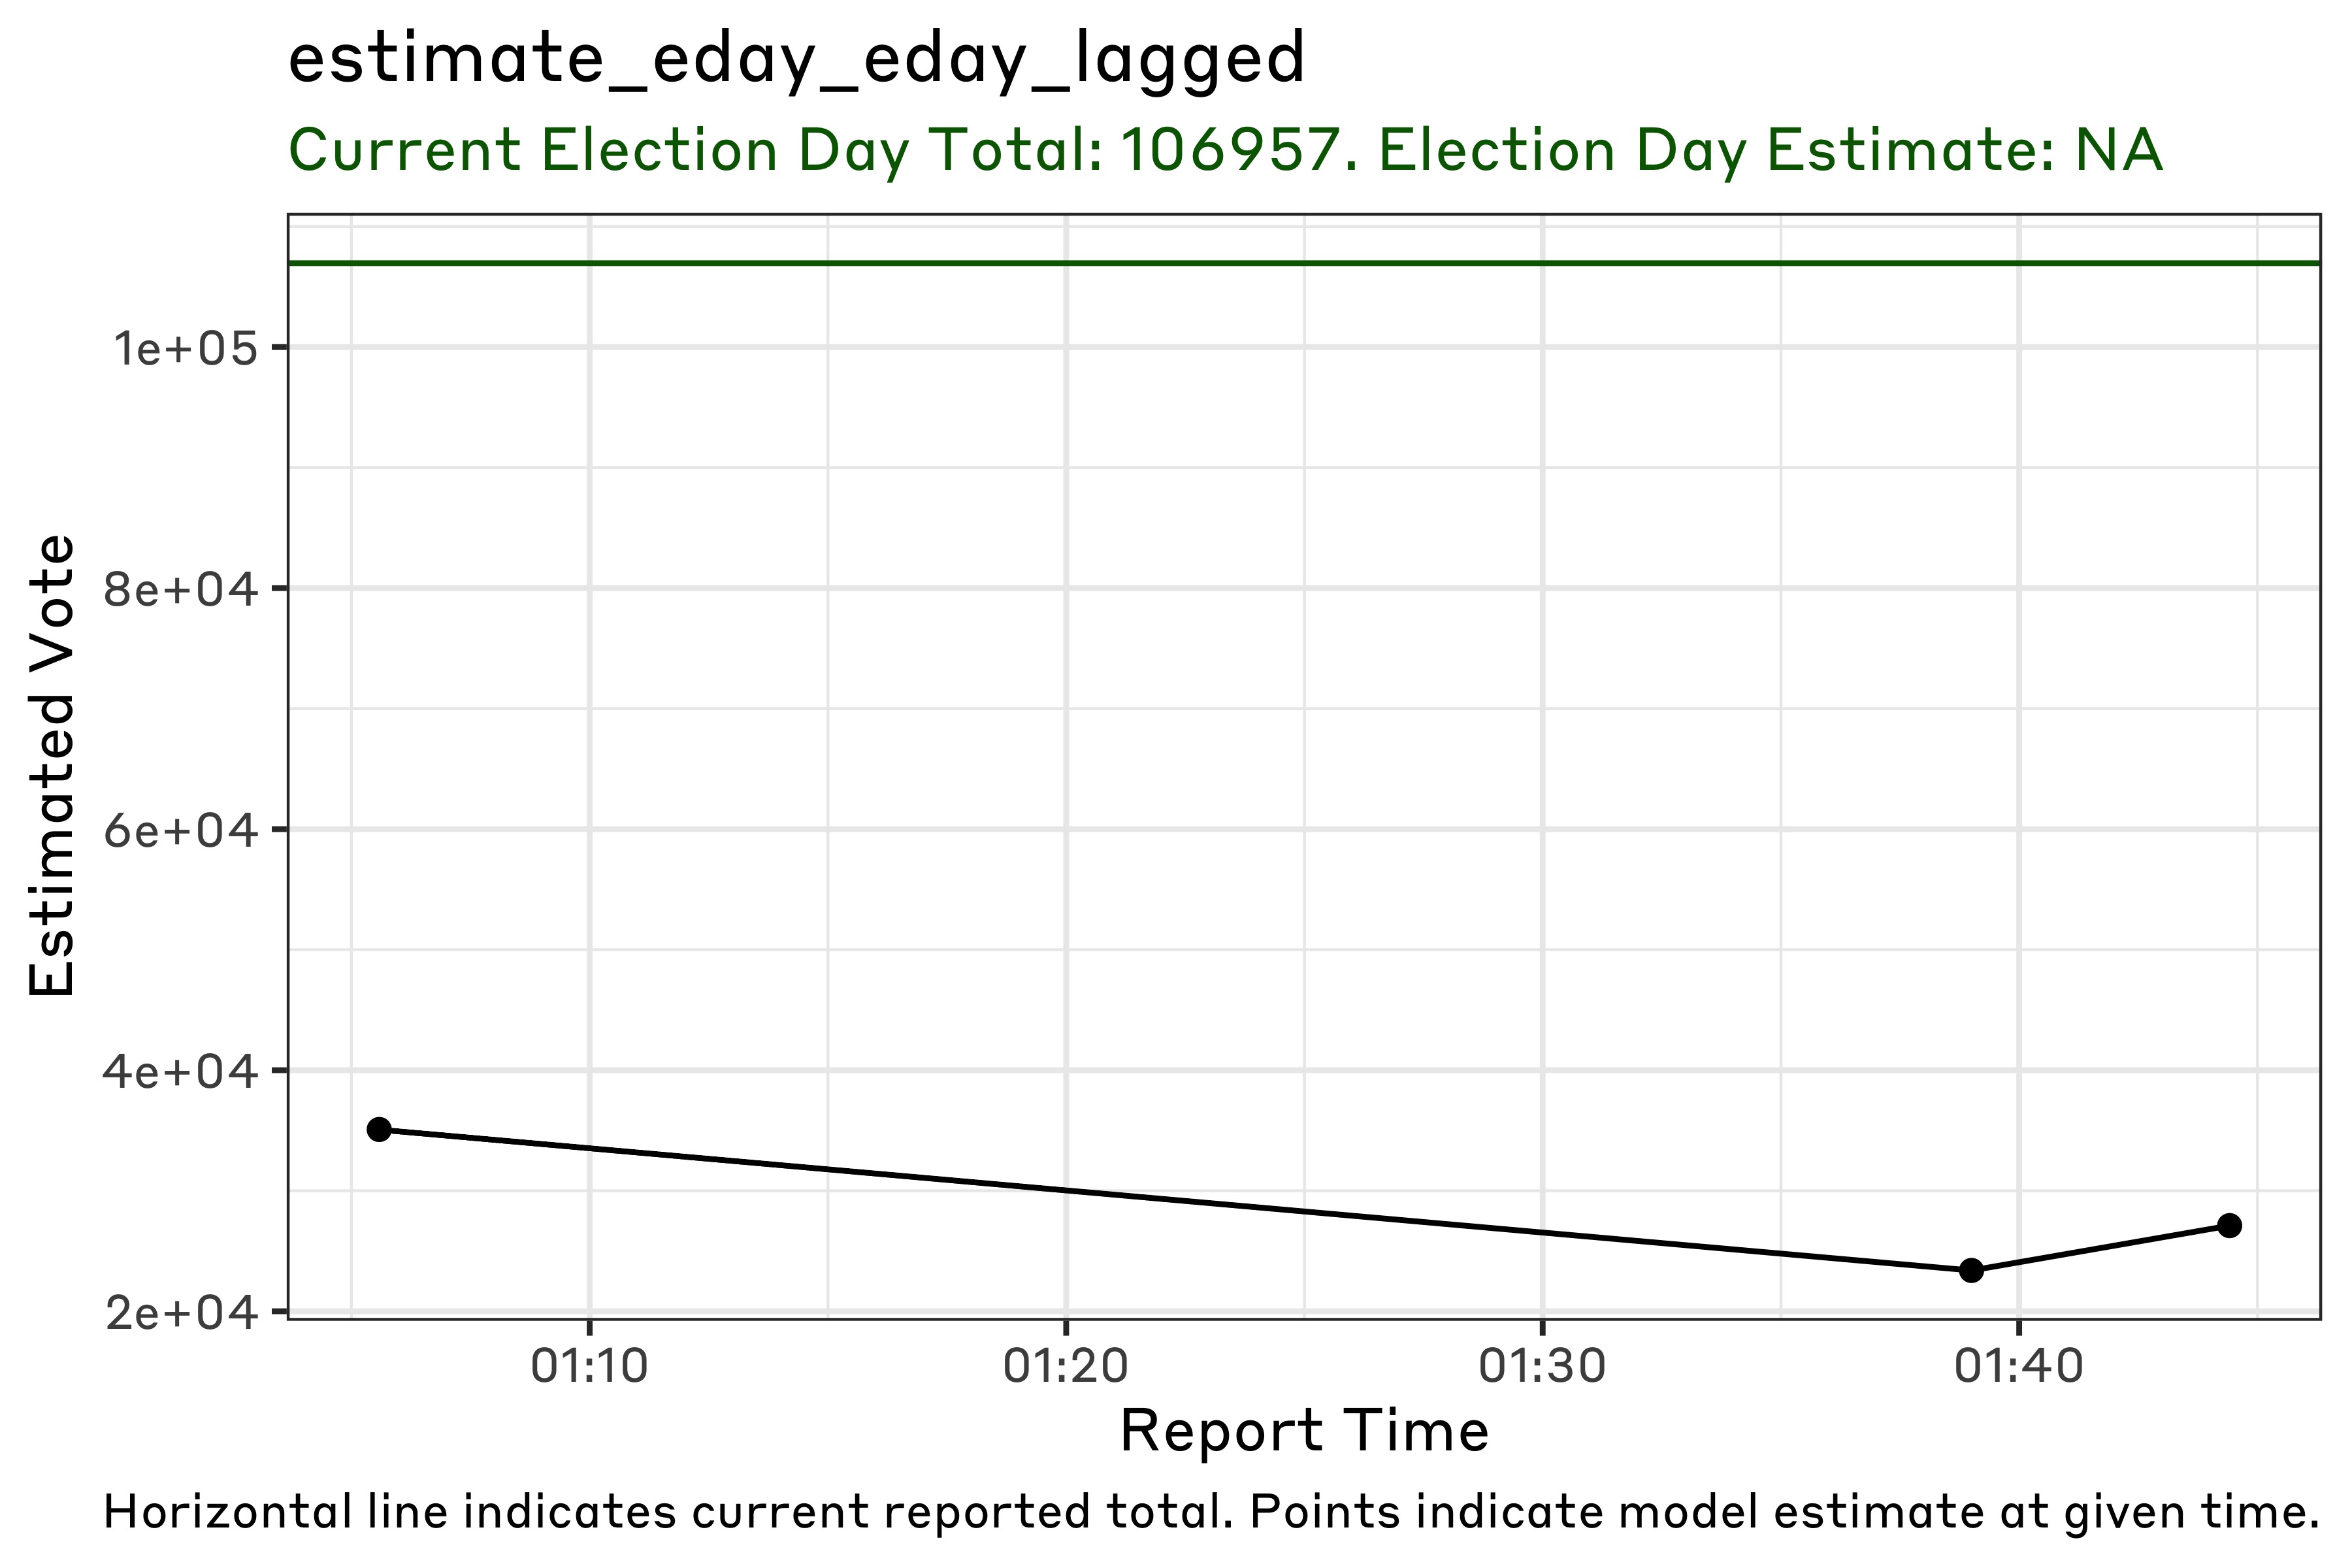 estimate_eday_eday_lagged
Current Election Day Total: 106957. Election Day Estimate: NA
Estimated Vote
1e+05
8e+04
6e+04
4e+04
2e+04
01:10 01:20 01:30 01:40
Report Time
Horizontal line indicates current reported total. Points indicate model estimate at given time.